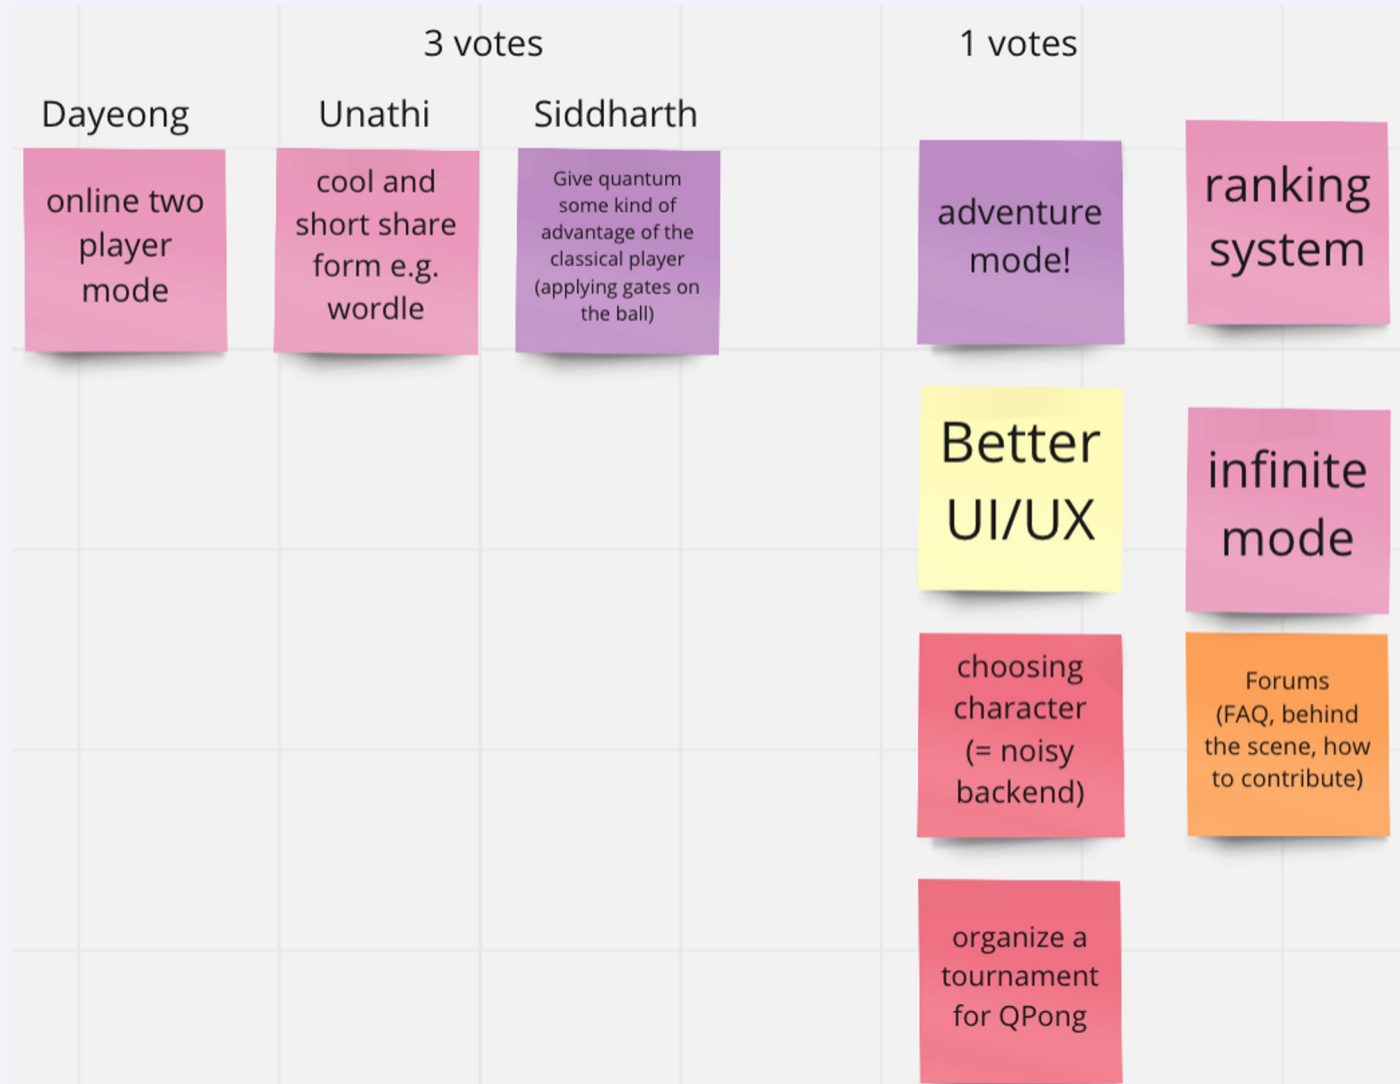 3 votes
1 votes
Dayeong
Unathi
Siddharth
online two
player
mode
cool and
short share
form e.g.
wordle
Give quantum
some kind of
advantage of the
classical player
(applying gates on
the ball)
adventure
mode!
ranking
system
Better
UI/UX
infinite
mode
choosing
character
(= noisy
backend)
Forums
(FAQ, behind
the scene, how
to contribute)
organize a
tournament
for QPong